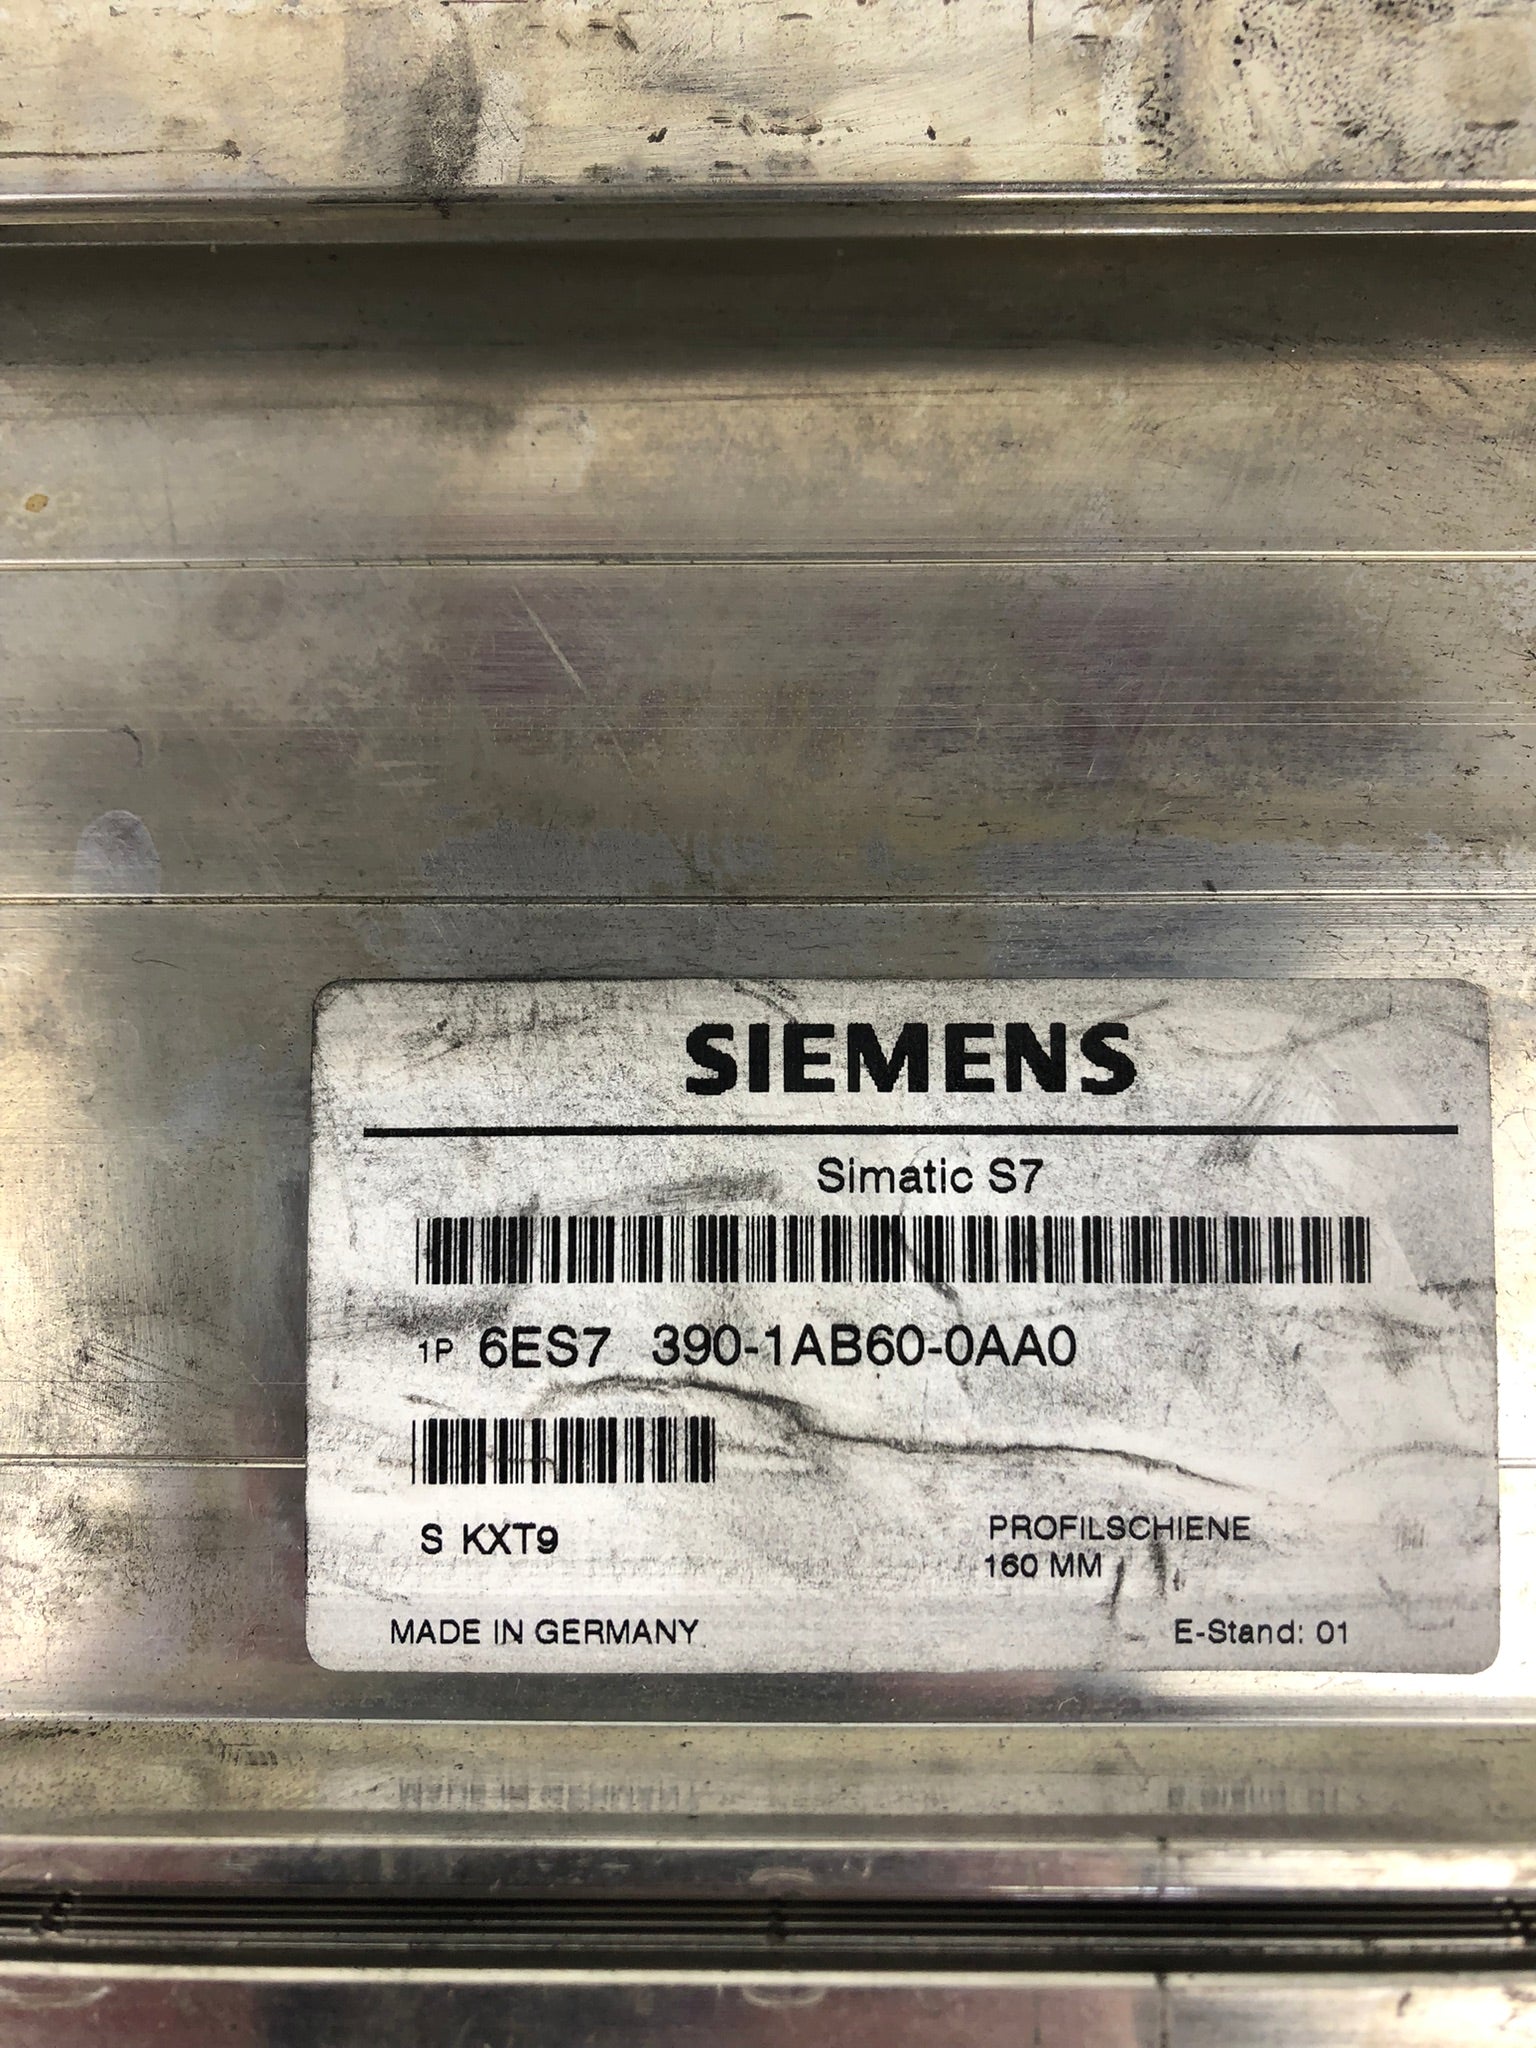 SIEMENS
Simatic S7
1P 6ES7 390-1AB60-0AA0
S KXT9
PROFILSCHIENE
160 MM
MADE IN GERMANY
E-Stand: 01